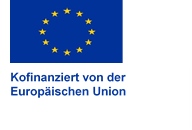 Kofinanziert von der
Europäischen Union